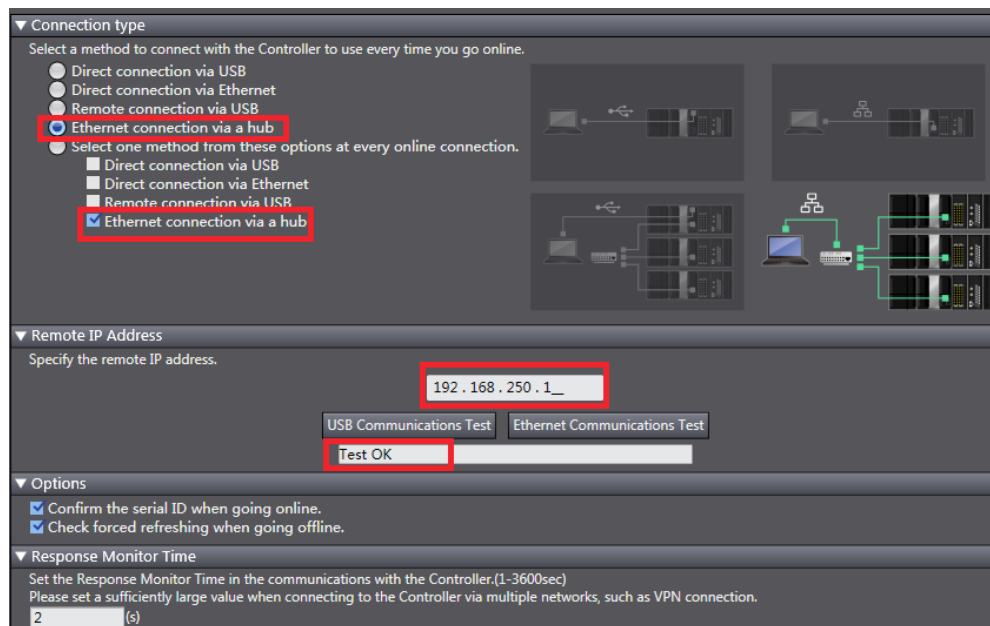 ▼ Connection type
Select a method to connect with the Controller to use every time you go online.
Direct connection via USB
Direct connection via Ethernet
Remote connection via USB
Ethernet connection via a hub
Select one method from these options at every online connection.
Direct connection via USB
Direct connection via Ethernet
Remote connection via USB
Ethernet connection via a hub
▼ Remote IP Address
Specify the remote IP address.
192 . 168 . 250 . 1__
USB Communications Test Ethernet Communications Test
Test OK
▼ Options
Confirm the serial ID when going online.
Check forced refreshing when going offline.
▼ Response Monitor Time
Set the Response Monitor Time in the communications with the Controller.(1-3600sec)
Please set a sufficiently large value when connecting to the Controller via multiple networks, such as VPN connection.
2 (s)